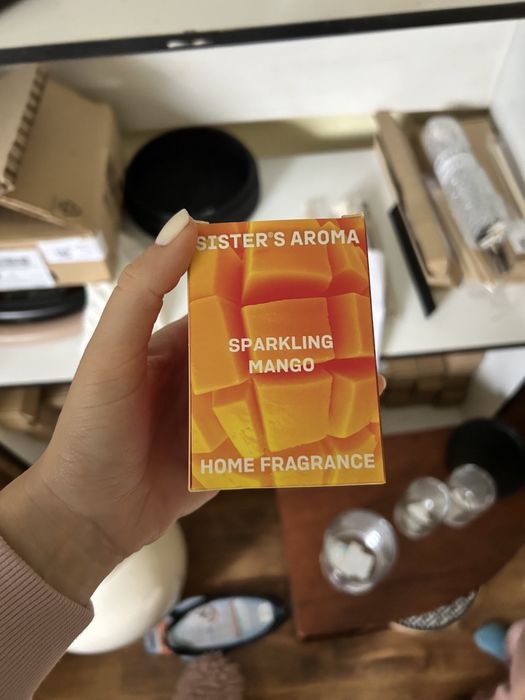 SISTER'S AROMA
SPARKLING
MANGO
HOME FRAGRANCE